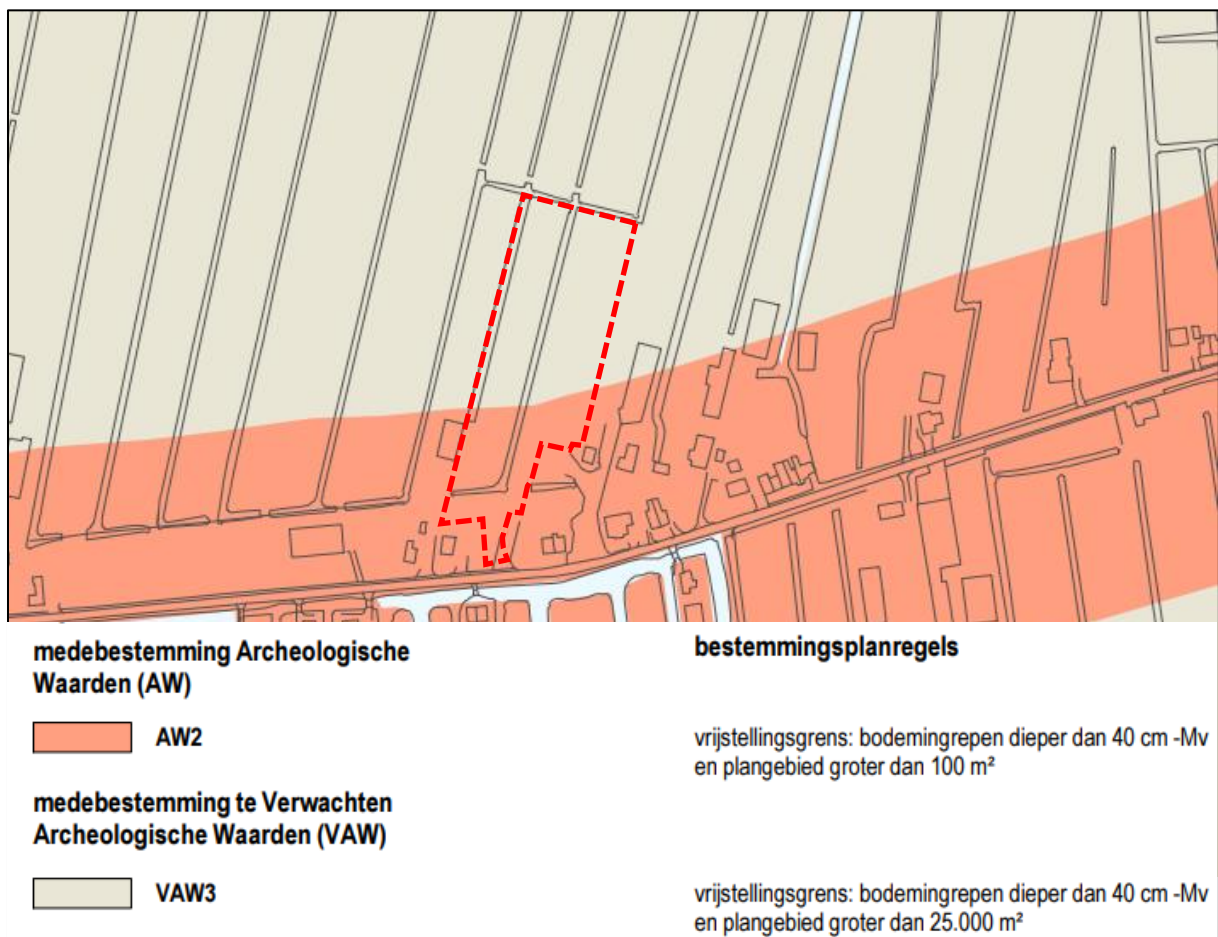 medebestemming Archeologische
Waarden (AW)
bestemmingsplanregels
AW2
vrijstellingsgrens: bodemingrepen dieper dan 40 cm -Mv
en plangebied groter dan 100 m²
medebestemming te Verwachten
Archeologische Waarden (VAW)
VAW3
vrijstellingsgrens: bodemingrepen dieper dan 40 cm -Mv
en plangebied groter dan 25.000 m²